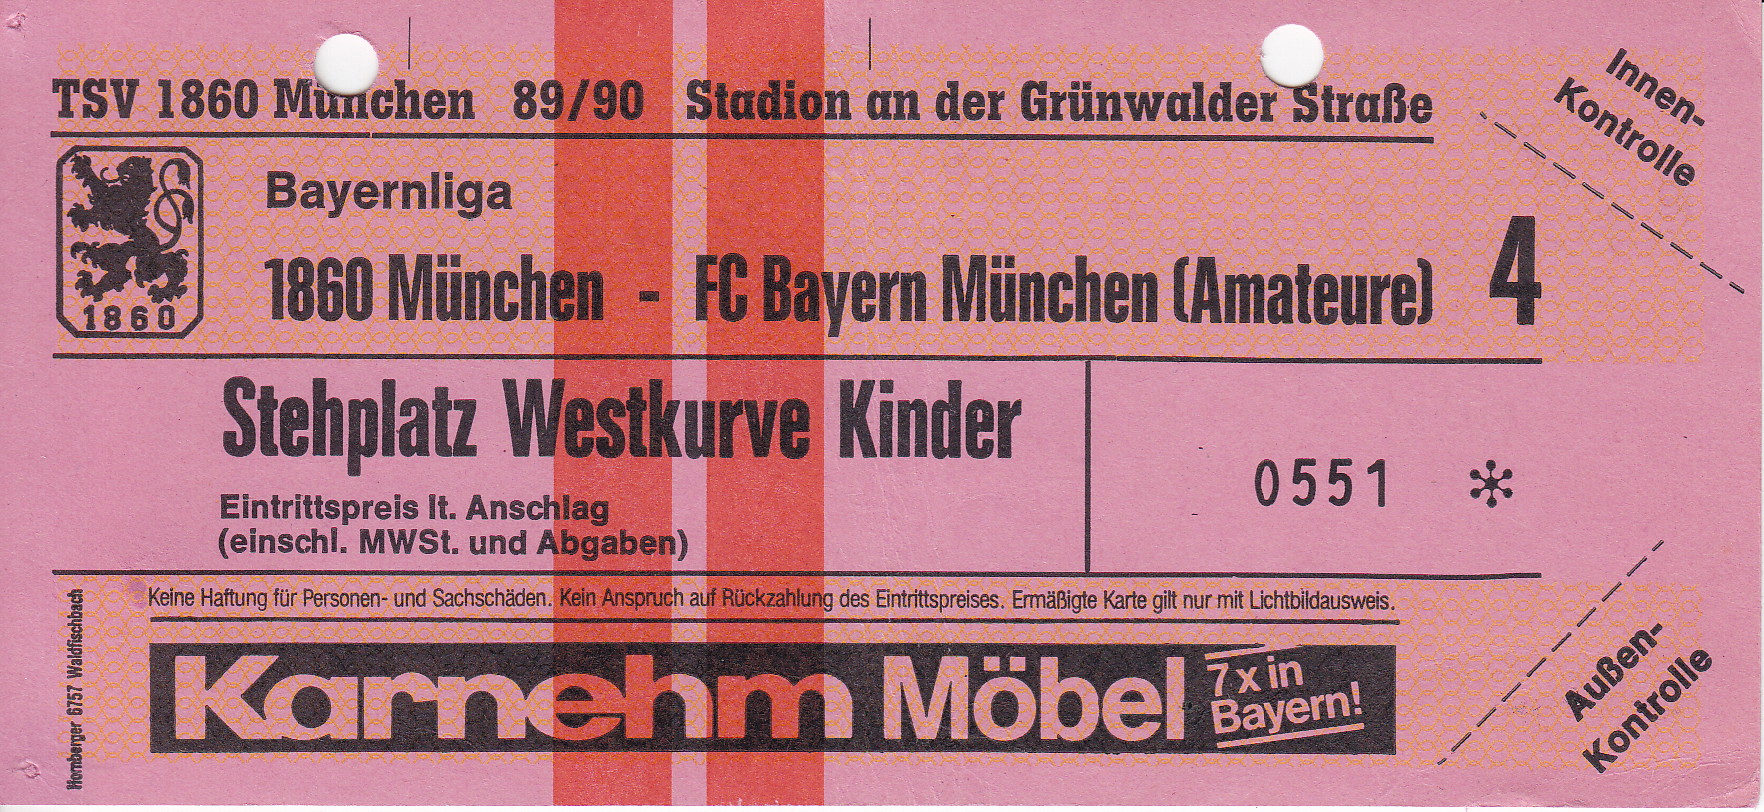 TSV 1860 München 89/90 Stadion an der Grünwalder Straße
Innen-
Kontrolle
1860
Bayernliga
1860 München - FC Bayern München (Amateure)
4
Stehplatz Westkurve Kinder
Eintrittspreis lt. Anschlag
(einschl. MWSt. und Abgaben)
0551 *
Keine Haftung für Personen- und Sachschäden. Kein Anspruch auf Rückzahlung des Eintrittspreises. Ermäßigte Karte gilt nur mit Lichtbildausweis.
Karnehm Möbel
7 x in
Bayern!
Außen-
Kontrolle
Hornberger 6757 Waldfischbach